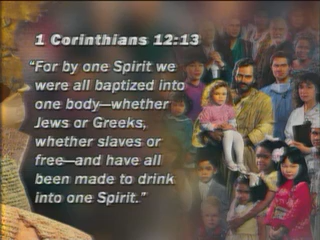 1 Corinthians 12:13
“For by one Spirit we
were all baptized into
one body—whether
Jews or Greeks,
whether slaves or
free—and have all
been made to drink
into one Spirit.”